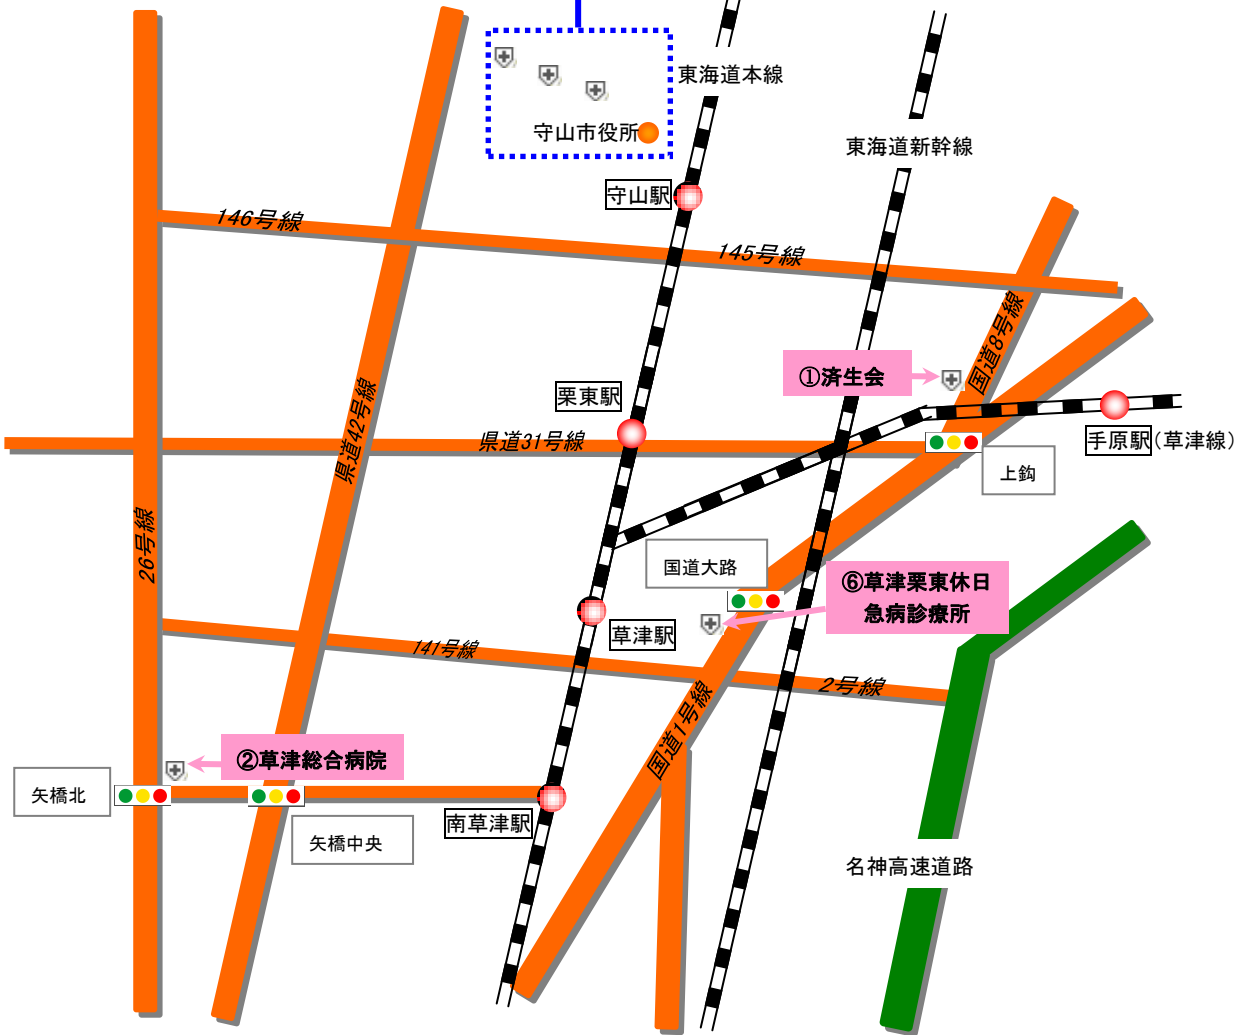 東海道本線
守山市役所
東海道新幹線
守山駅
146号線
145号線
国道8号線
①済生会
県道42号線
栗東駅
県道31号線
手原駅(草津線)
上鈎
26号線
国道大路
⑥草津栗東休日
急病診療所
草津駅
141号線
2号線
国道1号線
②草津総合病院
矢橋北
南草津駅
矢橋中央
名神高速道路